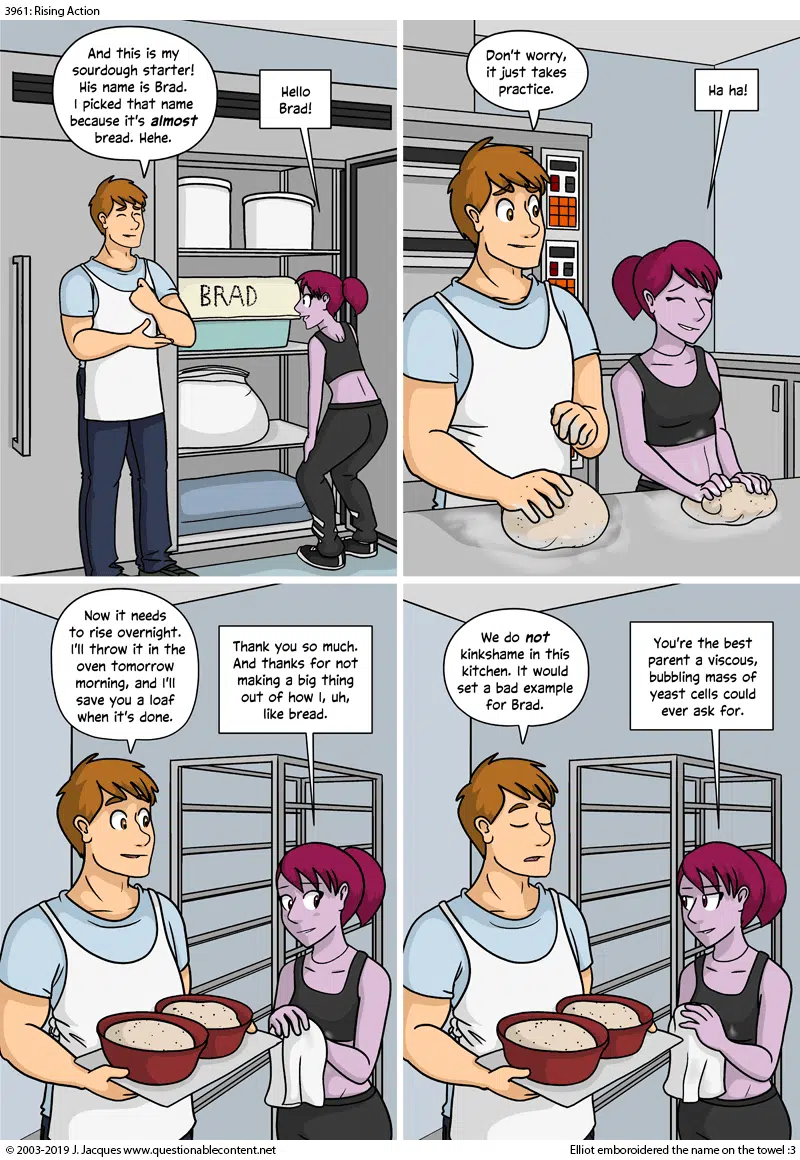 3961: Rising Action
And this is my
sourdough starter!
His name is Brad.
I picked that name
because it's almost
bread. Hehe.
Hello
Brad!
BRAD
Don't worry,
it just takes
practice.
Ha ha!
Now it needs
to rise overnight.
I'll throw it in the
oven tomorrow
morning, and I'll
save you a loaf
when it's done.
Thank you so much.
And thanks for not
making a big thing
out of how I, uh,
like bread.
We do not
kinkshame in this
kitchen. It would
set a bad example
for Brad.
You're the best
parent a viscous,
bubbling mass of
yeast cells could
ever ask for.
© 2003-2019 J. Jacques www.questionablecontent.net
Elliot emboroidered the name on the towel :3